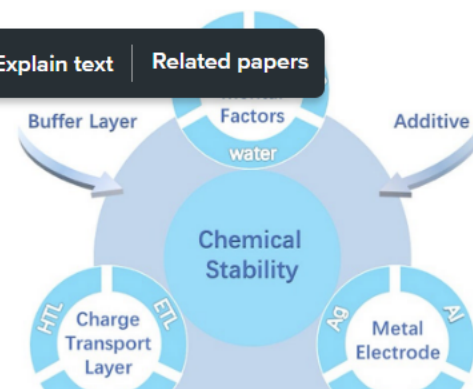 Explain text
Related papers
Factors
Buffer Layer
Additive
water
Chemical
Stability
HTL
ETL
Charge
Transport
Layer
Ag
Al
Metal
Electrode